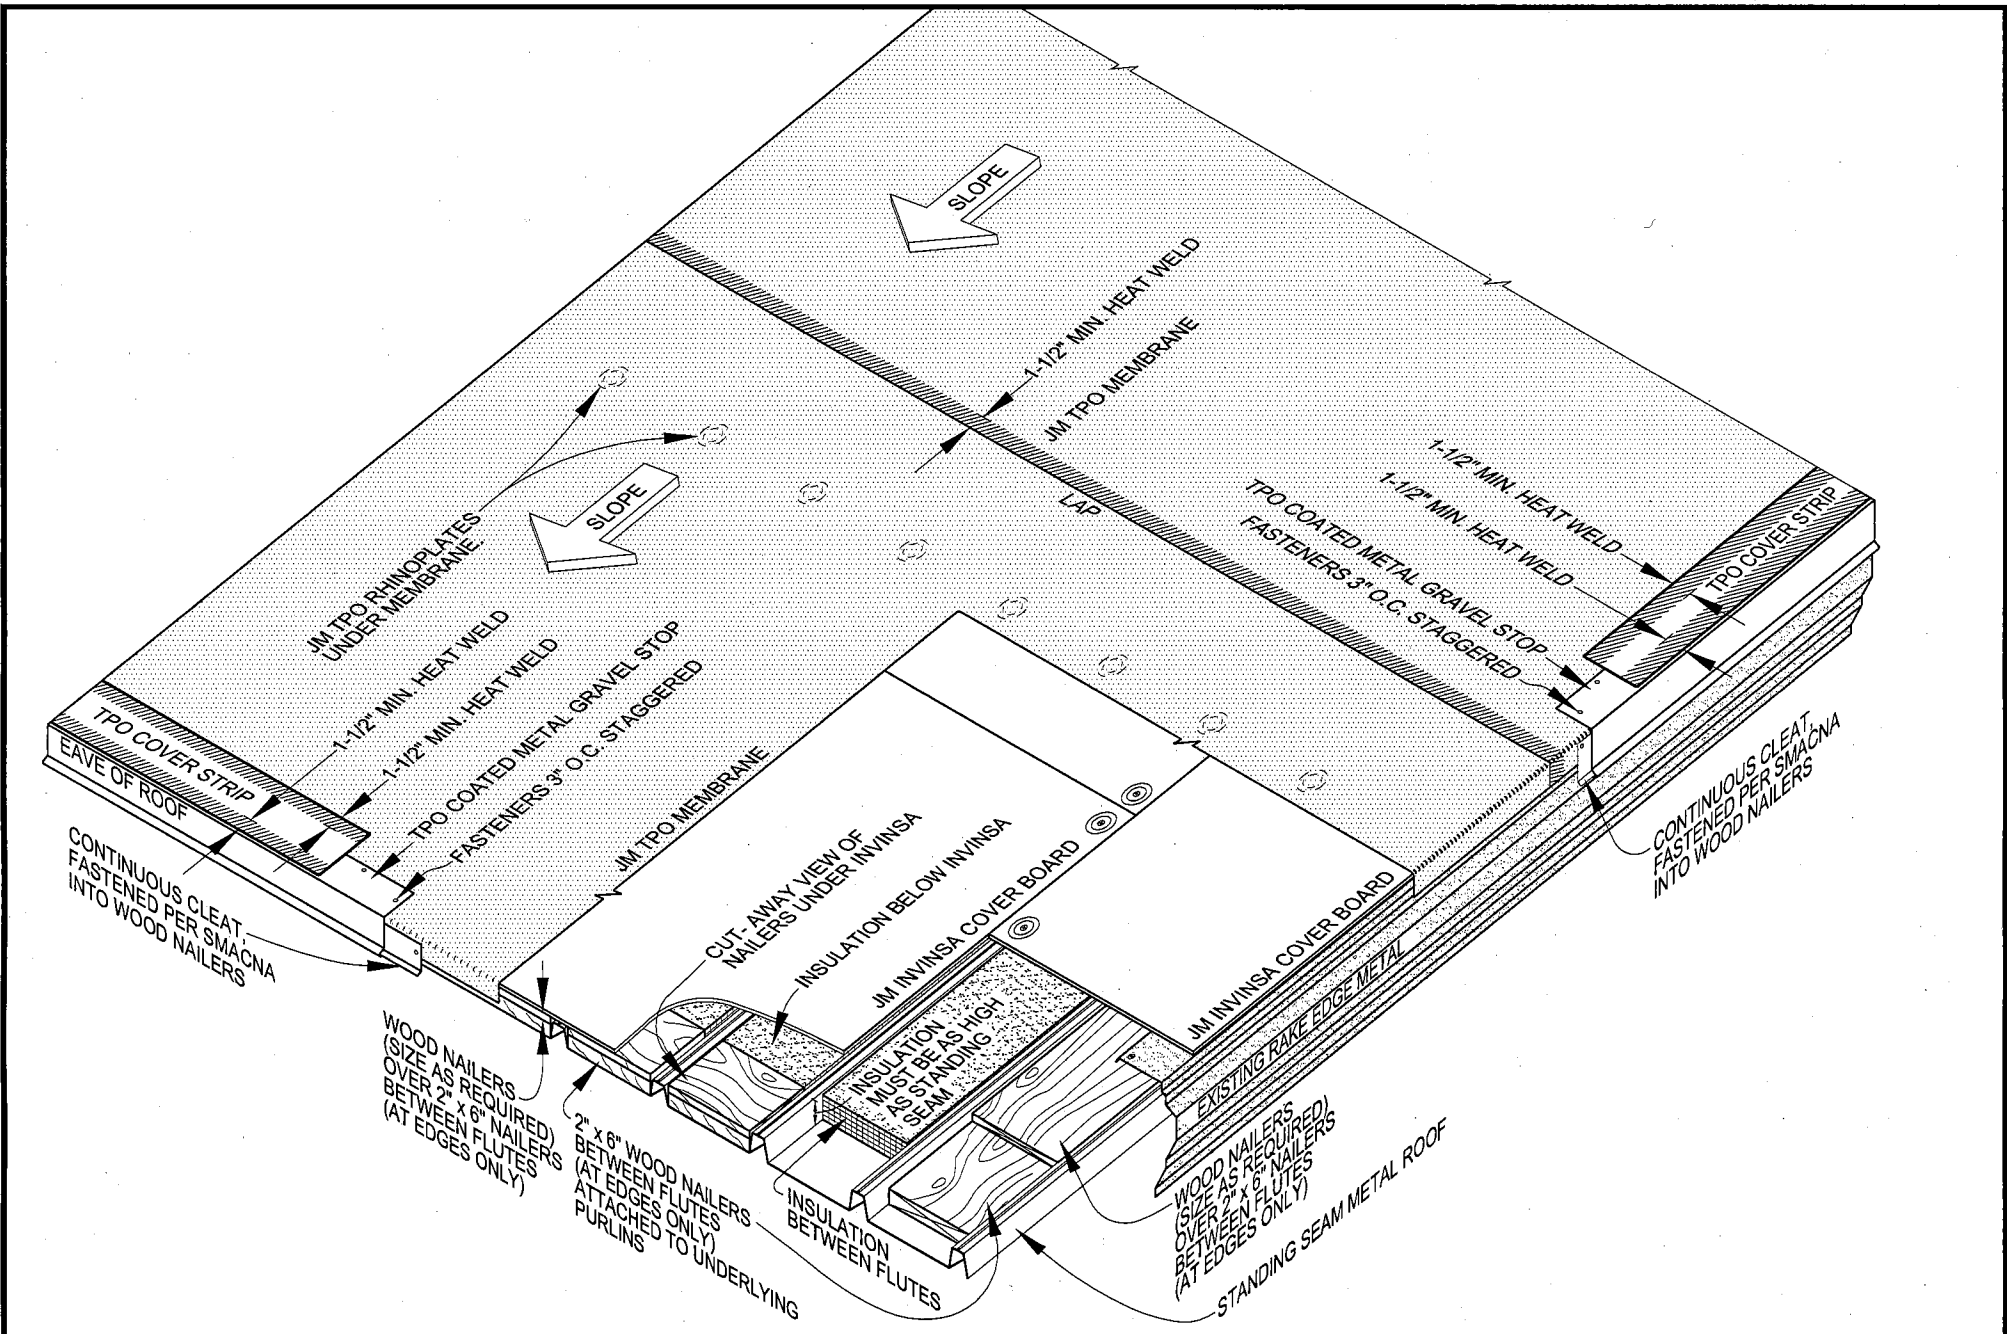 SLOPE
1-1/2" MIN. HEAT WELD
JM TPO MEMBRANE
LAP
SLOPE
JM TPO RHINOPLATES
UNDER MEMBRANE.
1-1/2" MIN. HEAT WELD
1-1/2" MIN. HEAT WELD
TPO COATED METAL GRAVEL STOP
FASTENERS 3" O.C. STAGGERED
TPO COVER STRIP
1-1/2" MIN. HEAT WELD
1-1/2" MIN. HEAT WELD
TPO COATED METAL GRAVEL STOP
FASTENERS 3" O.C. STAGGERED
TPO COVER STRIP
EAVE OF ROOF
CONTINUOUS CLEAT,
FASTENED PER SMACNA
INTO WOOD NAILERS
CONTINUOUS CLEAT,
FASTENED PER SMACNA
INTO WOOD NAILERS
JM TPO MEMBRANE
CUT- AWAY VIEW OF
NAILERS UNDER INVINSA
INSULATION BELOW INVINSA
JM INVINSA COVER BOARD
JM INVINSA COVER BOARD
INSULATION
MUST BE AS HIGH
AS STANDING
SEAM
EXISTING RAKE EDGE METAL
WOOD NAILERS
(SIZE AS REQUIRED)
OVER 2" x 6" NAILERS
BETWEEN FLUTES
(AT EDGES ONLY)
2" x 6" WOOD NAILERS
BETWEEN FLUTES
(AT EDGES ONLY)
ATTACHED TO UNDERLYING
PURLINS
INSULATION
BETWEEN FLUTES
WOOD NAILERS
(SIZE AS REQUIRED)
OVER 2" x 6" NAILERS
BETWEEN FLUTES
(AT EDGES ONLY)
STANDING SEAM METAL ROOF